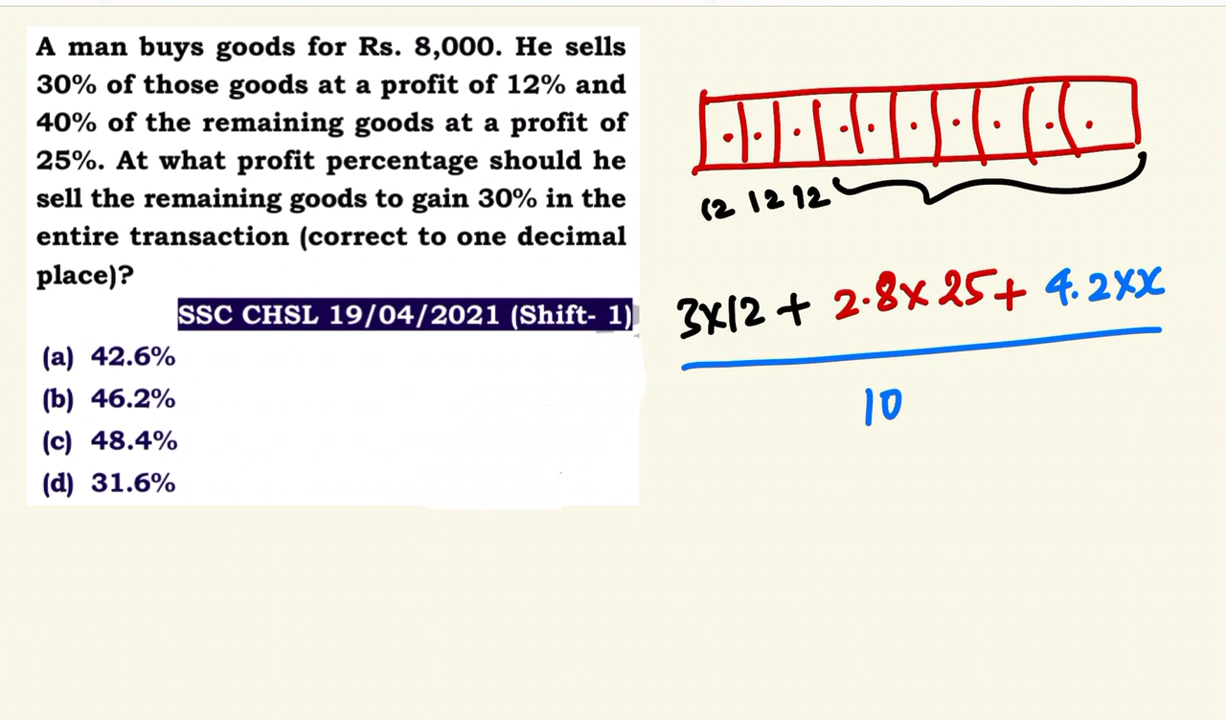 A man buys goods for Rs. 8,000. He sells
30% of those goods at a profit of 12% and
40% of the remaining goods at a profit of
25%. At what profit percentage should he
sell the remaining goods to gain 30% in the
entire transaction (correct to one decimal
place)?
SSC CHSL 19/04/2021 (Shift- 1)
(a) 42.6%
(b) 46.2%
(c) 48.4%
(d) 31.6%
12 12 12
3x12 + 2.8x25+ 4.2xx
10